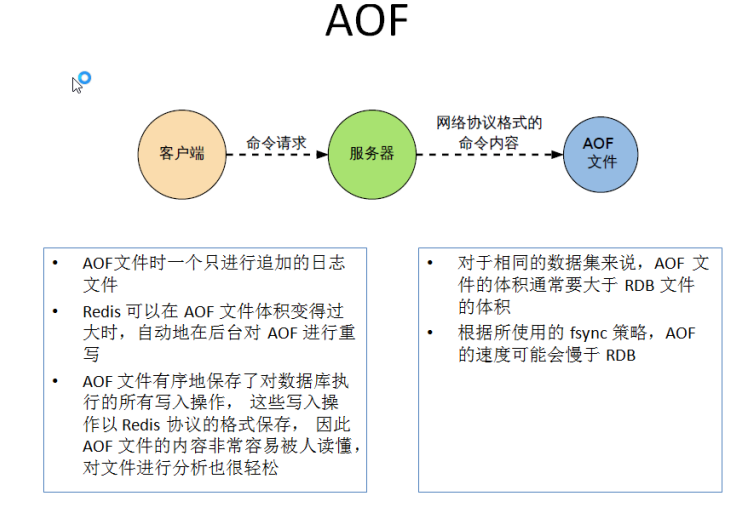 AOF
客户端
命令请求
服务器
网络协议格式的
命令内容
AOF
文件
• AOF文件时一个只进行追加的日志
文件
• Redis 可以在 AOF 文件体积变得过
大时，自动地在后台对 AOF 进行重
写
• AOF 文件有序地保存了对数据库执
行的所有写入操作， 这些写入操
作以 Redis 协议的格式保存， 因此
AOF 文件的内容非常容易被人读懂，
对文件进行分析也很轻松
• 对于相同的数据集来说，AOF 文
件的体积通常要大于 RDB 文件
的体积
• 根据所使用的 fsync 策略，AOF
的速度可能会慢于 RDB